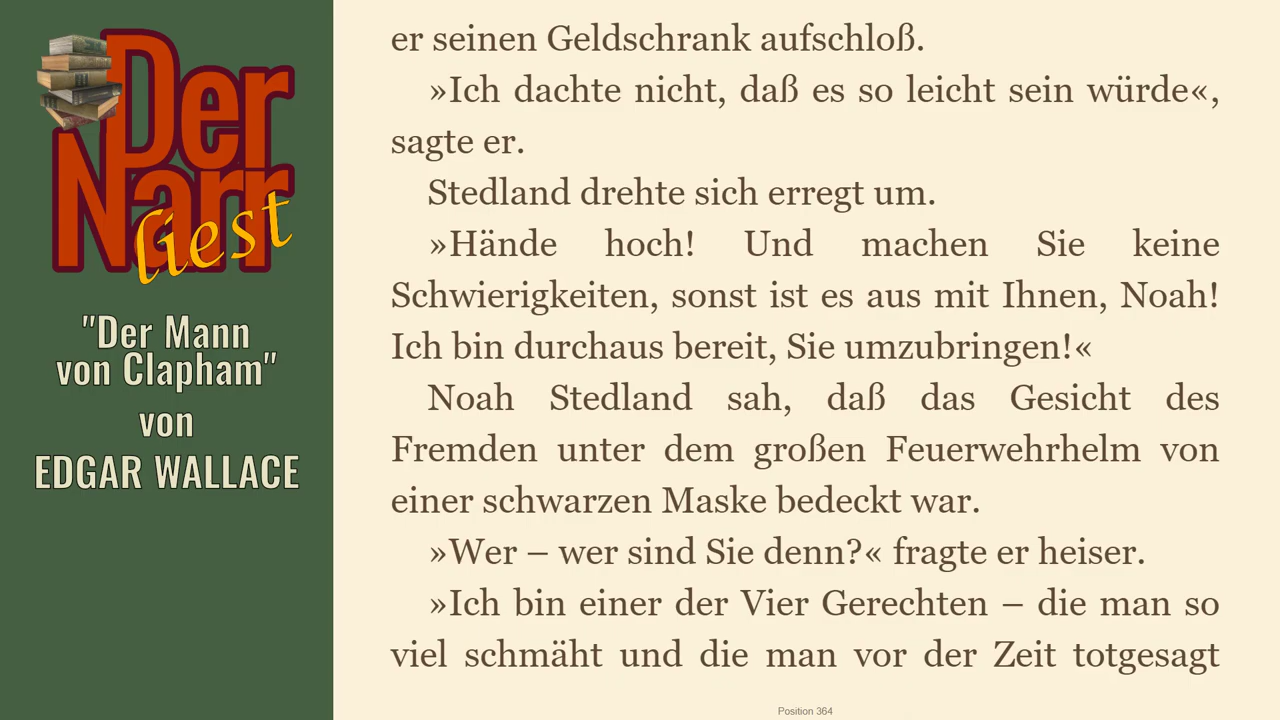 Der
Narr
liest
"Der Mann
von Clapham"
von
EDGAR WALLACE
er seinen Geldschrank aufschloß.
»Ich dachte nicht, daß es so leicht sein würde«,
sagte er.
Stedland drehte sich erregt um.
»Hände hoch! Und machen Sie keine
Schwierigkeiten, sonst ist es aus mit Ihnen, Noah!
Ich bin durchaus bereit, Sie umzubringen!«
Noah Stedland sah, daß das Gesicht des
Fremden unter dem großen Feuerwehrhelm von
einer schwarzen Maske bedeckt war.
»Wer – wer sind Sie denn?« fragte er heiser.
»Ich bin einer der Vier Gerechten – die man so
viel schmäht und die man vor der Zeit totgesagt
Position 364